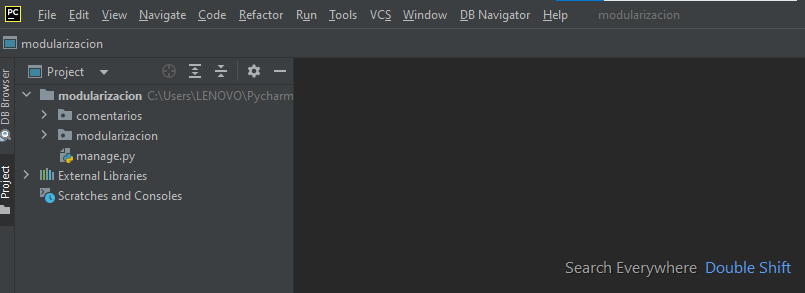 PC File Edit View Navigate Code Refactor Run Tools VCS Window DB Navigator Help modularizacion
modularizacion
DB Browser
Project
Project
modularizacion C:\Users\LENOVO\Pycharm
comentarios
modularizacion
manage.py
External Libraries
Scratches and Consoles
Search Everywhere Double Shift